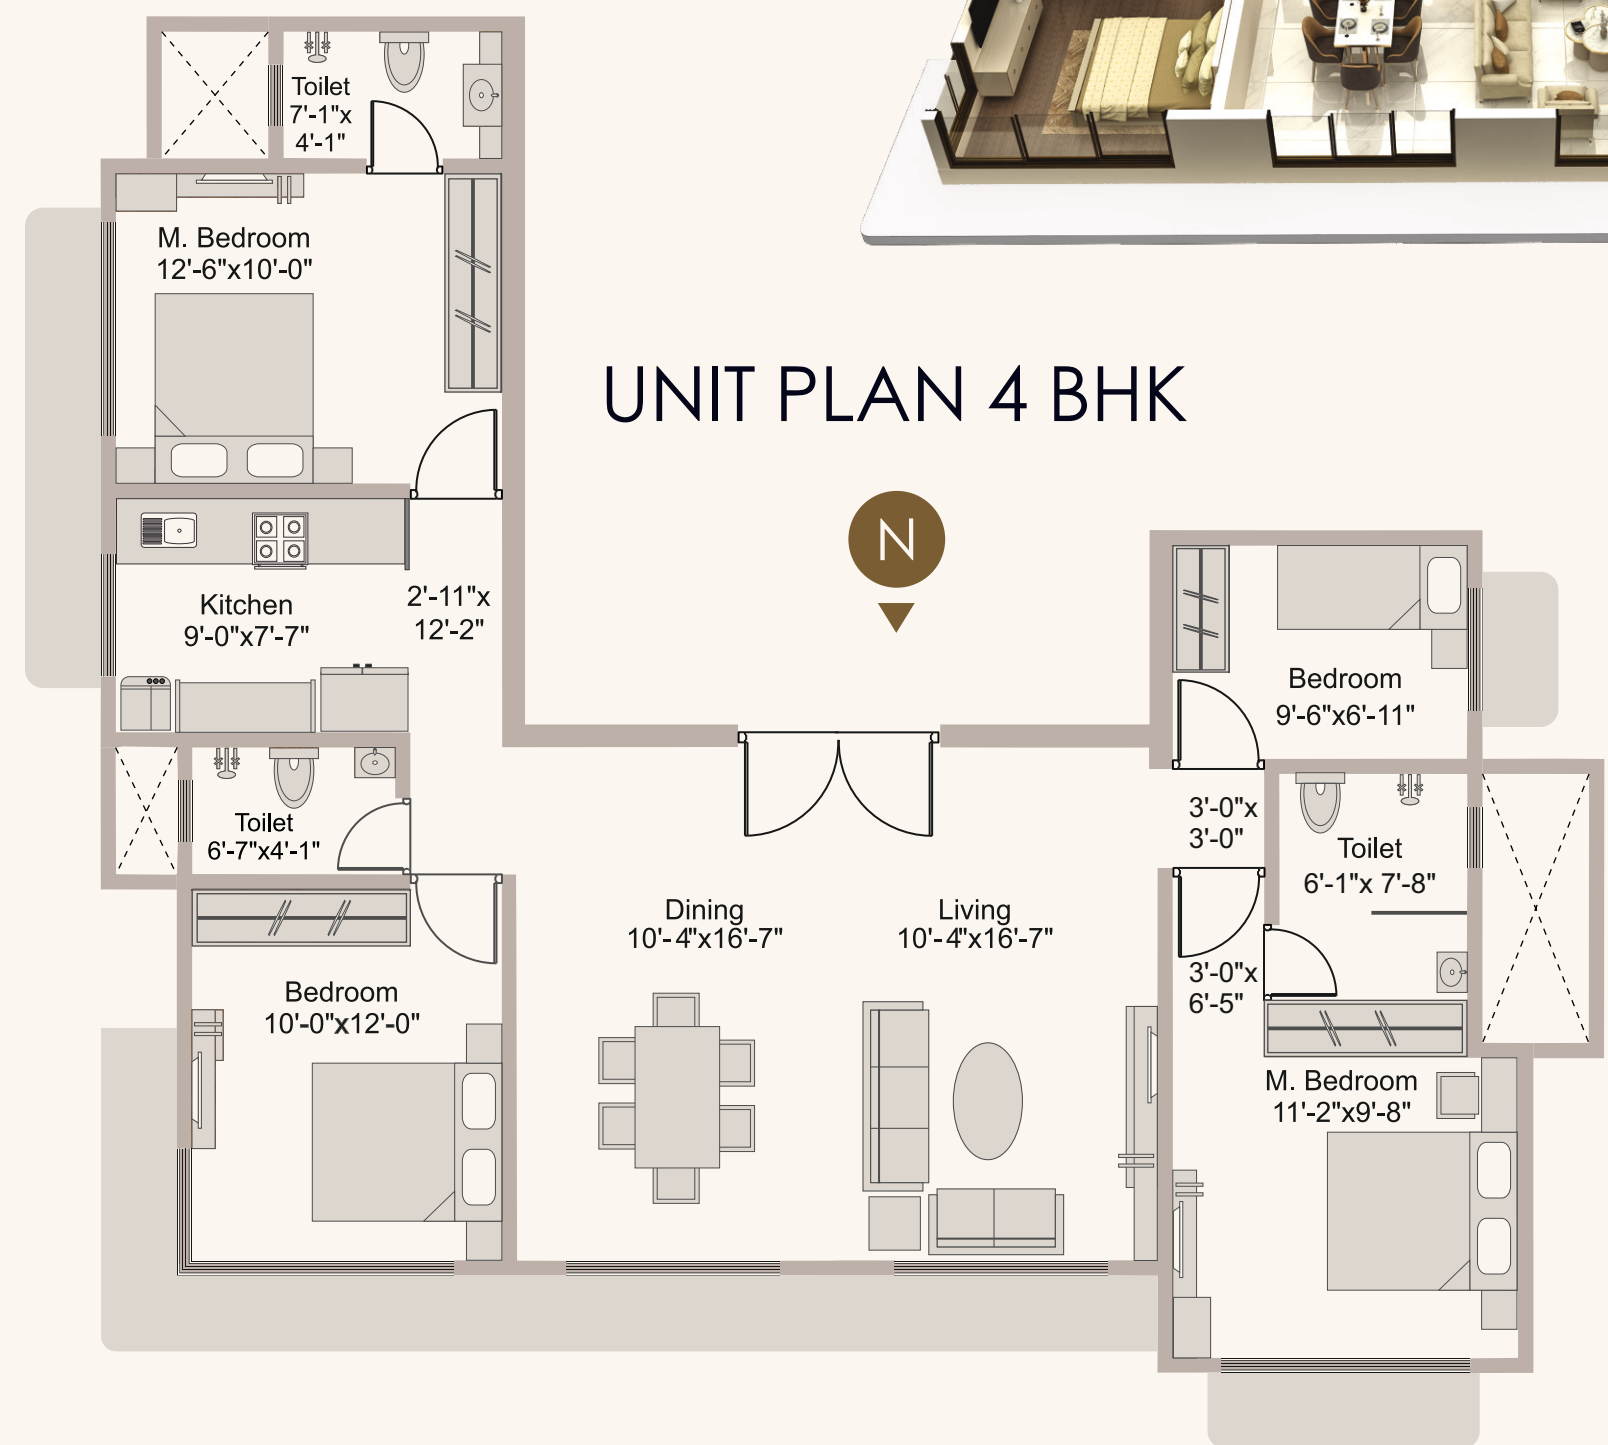 Toilet
7'-1"x
4'-1"
M. Bedroom
12'-6"x10'-0"
UNIT PLAN 4 BHK
N
Kitchen
9'-0"x7'-7"
2'-11"x
12'-2"
Bedroom
9'-6"x6'-11"
3'-0"x
3'-0"
Toilet
6'-7"x4'-1"
Toilet
6'-1"x 7'-8"
Dining
10'-4"x16'-7"
Living
10'-4"x16'-7"
3'-0"x
6'-5"
Bedroom
10'-0"x12'-0"
M. Bedroom
11'-2"x9'-8"